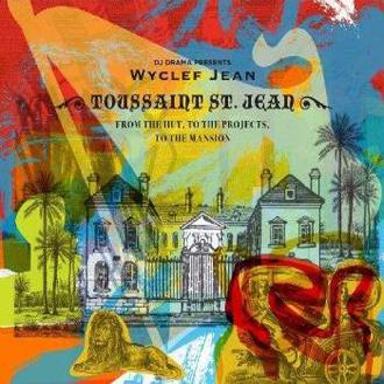 DJ DRAMA PRESENTS
WYCLEF JEAN
TOUSSAINT ST. JEAN
FROM THE HUT, TO THE PROJECTS,
TO THE MANSION